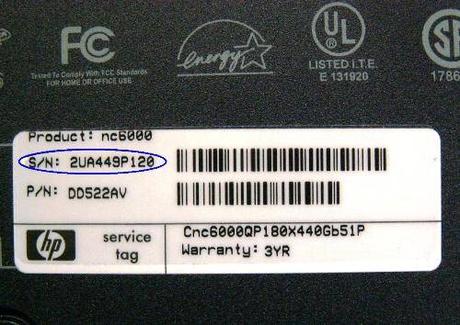 FC
energy
UL
LISTED I.T.E.
E 131920
Tested To Comply With FCC Standards
FOR HOME OR OFFICE USE
1786
Product: nc6000
S/N: 2UA449P120
P/N: DD522AV
hp
service
tag
Cnc6000QP180X440Gb51P
Warranty: 3YR